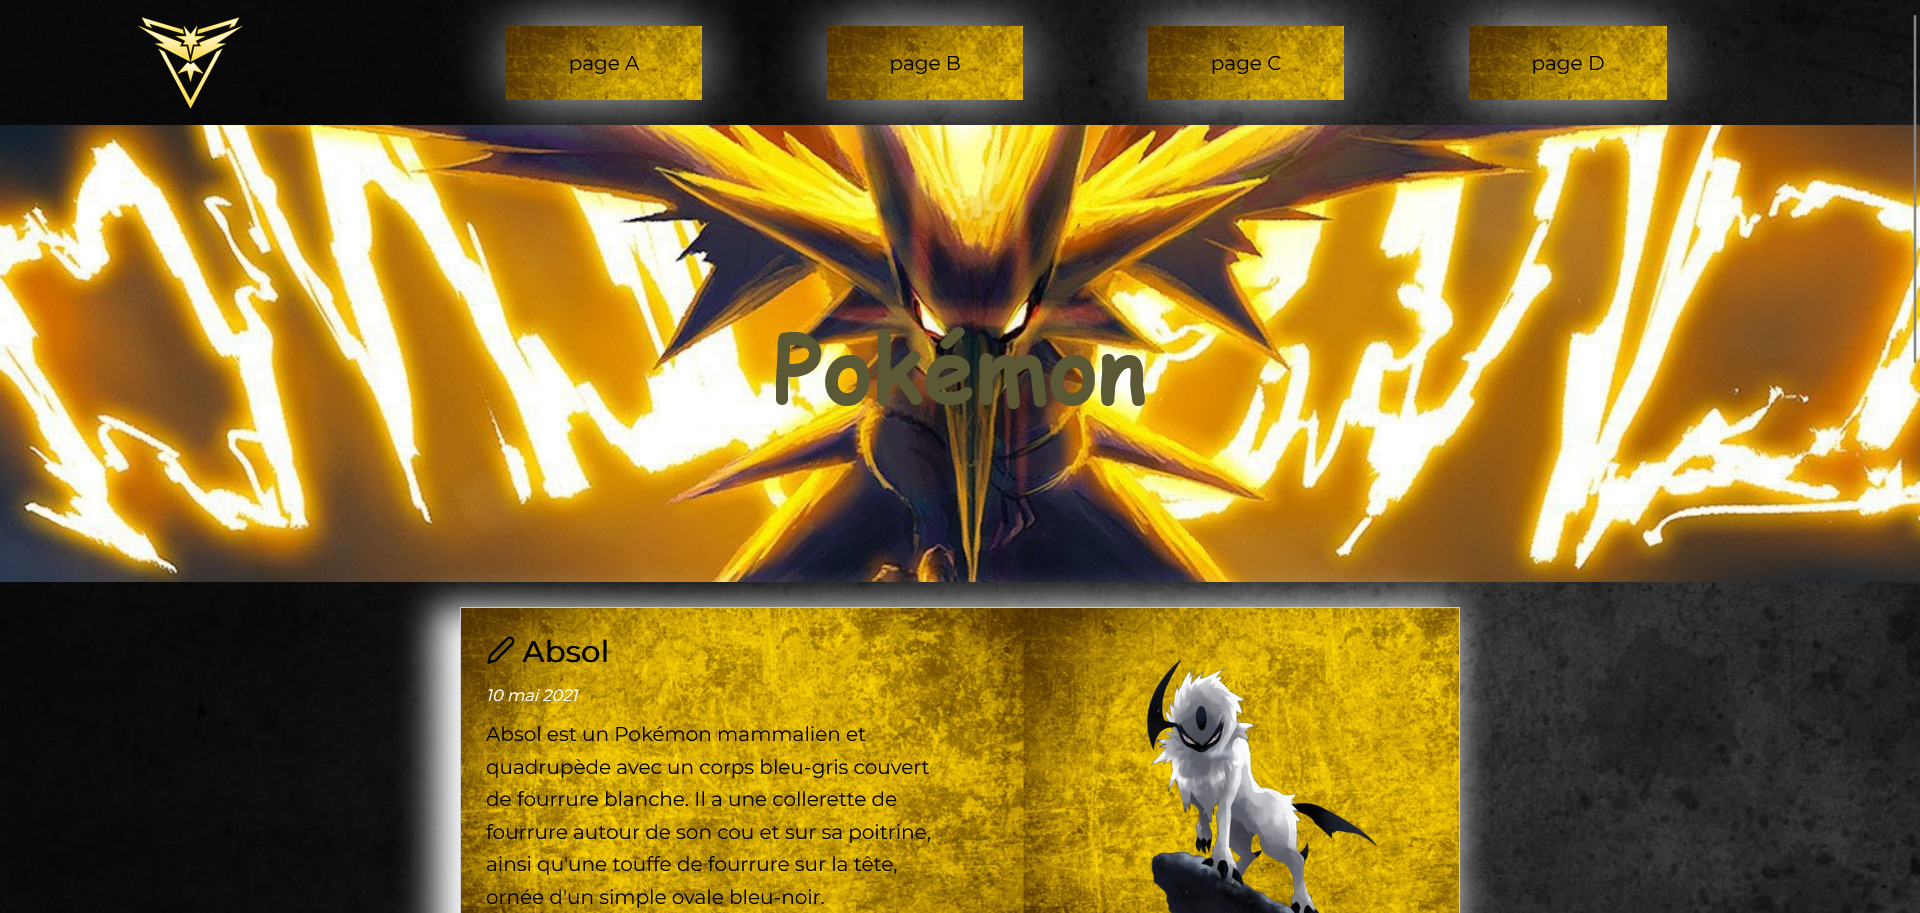 page A
page B
page C
page D
Pokémon
Absol
10 mai 2021
Absol est un Pokémon mammalien et
quadrupède avec un corps bleu-gris couvert
de fourrure blanche. Il a une collerette de
fourrure autour de son cou et sur sa poitrine,
ainsi qu'une touffe de fourrure sur la tête,
ornée d'un simple ovale bleu-noir.